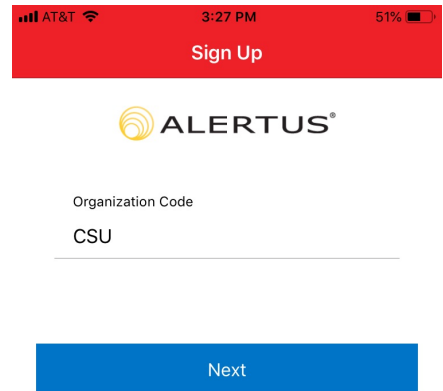 AT&T 3:27 PM 51%
Sign Up
ALERTUS®
Organization Code
CSU
Next